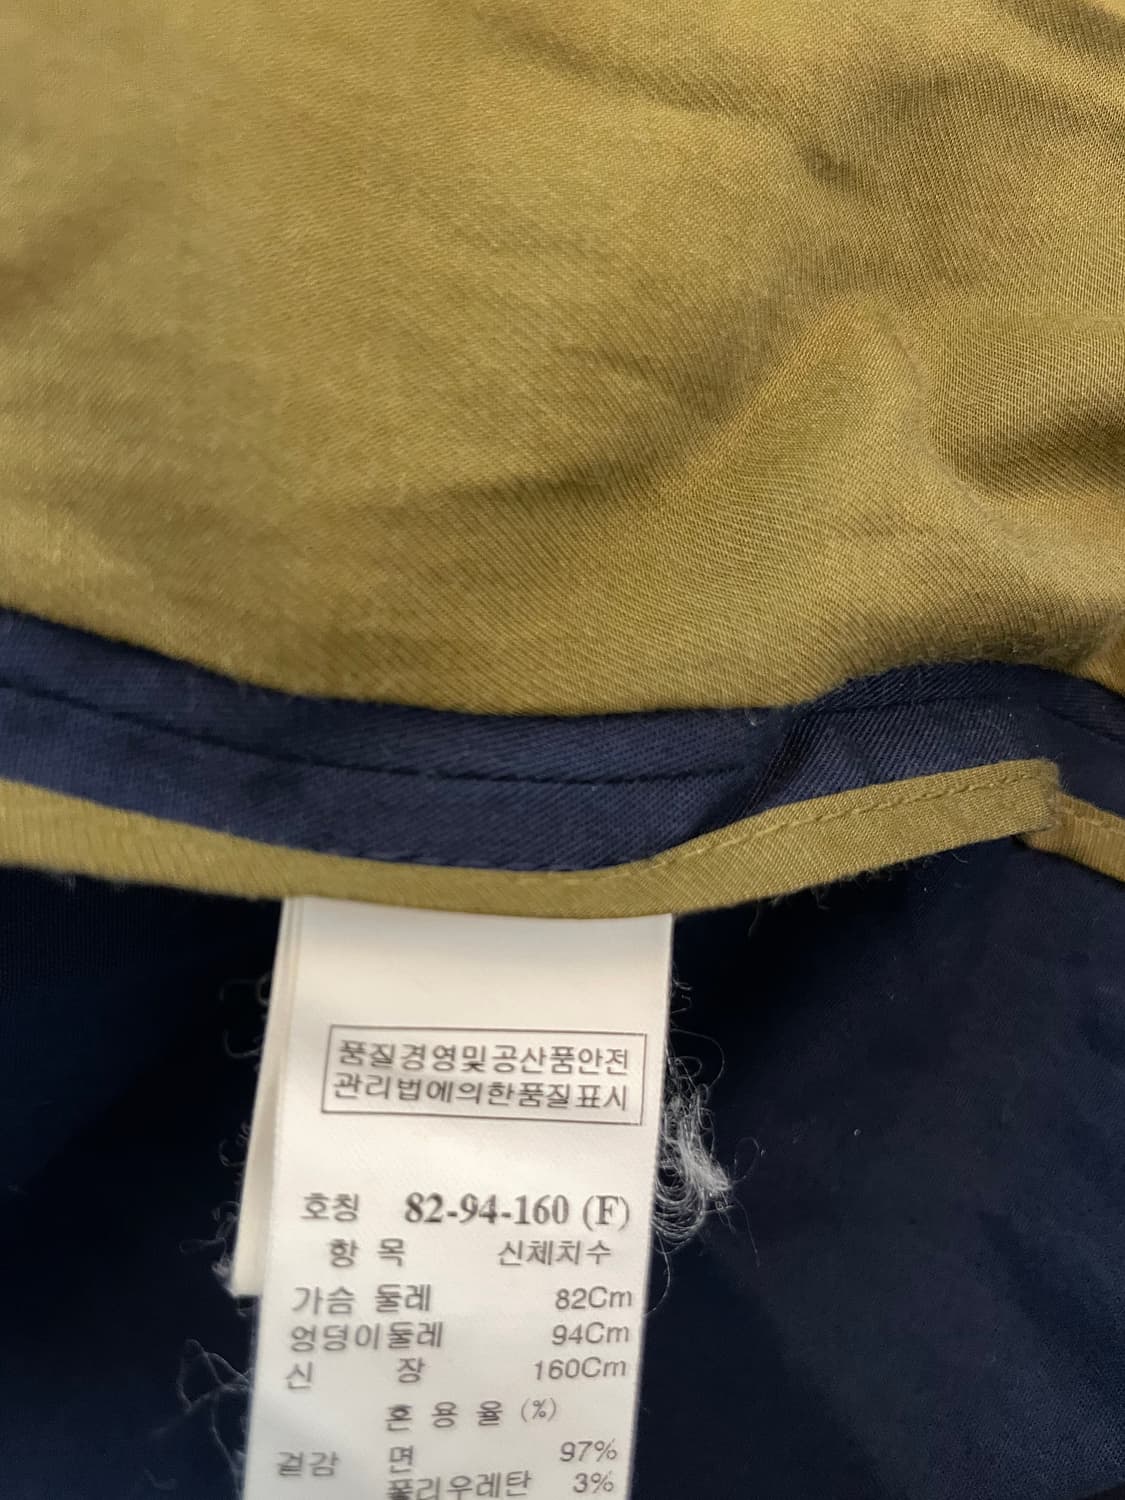 품질경영및공산품안전
관리법에의한품질표시
호칭 82-94-160 (F)
항 목 신체치수
가슴 둘레 82Cm
엉덩이둘레 94Cm
신 장 160Cm
혼 용 율 (%)
겉감 면 97%
폴리우레탄 3%